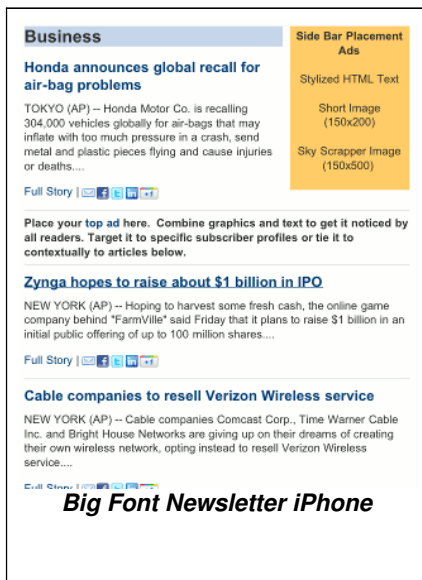 Business
Honda announces global recall for
air-bag problems
TOKYO (AP) -- Honda Motor Co. is recalling
304,000 vehicles globally for air-bags that may
inflate with too much pressure in a crash, send
metal and plastic pieces flying and cause injuries
or deaths....
Full Story |
+1
Side Bar Placement
Ads
Stylized HTML Text
Short Image
(150x200)
Sky Scrapper Image
(150x500)
Place your top ad here. Combine graphics and text to get it noticed by
all readers. Target it to specific subscriber profiles or tie it to
contextually to articles below.
Zynga hopes to raise about $1 billion in IPO
NEW YORK (AP) -- Hoping to harvest some fresh cash, the online game
company behind "FarmVille" said Friday that it plans to raise $1 billion in an
initial public offering of up to 100 million shares....
Full Story |
+1
Cable companies to resell Verizon Wireless service
NEW YORK (AP) -- Cable companies Comcast Corp., Time Warner Cable
Inc. and Bright House Networks are giving up on their dreams of creating
their own wireless network, opting instead to resell Verizon Wireless
service....
Full Story |
Big Font Newsletter iPhone